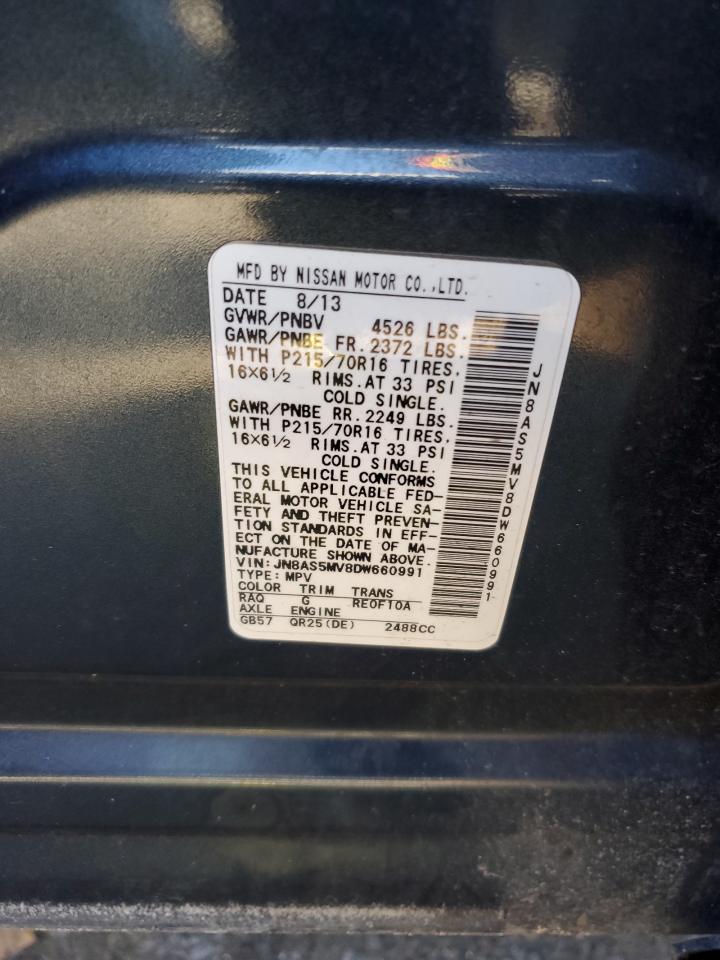 MFD BY NISSAN MOTOR CO.,LTD.
DATE 8/13
GVWR/PNBV 4526 LBS.
GAWR/PNBE FR. 2372 LBS.
WITH P215/70R16 TIRES,
16×6½ RIMS. AT 33 PSI
COLD SINGLE.
GAWR/PNBE RR. 2249 LBS.
WITH P215/70R16 TIRES,
16×6½ RIMS. AT 33 PSI
COLD SINGLE.
THIS VEHICLE CONFORMS
TO ALL APPLICABLE FED-
ERAL MOTOR VEHICLE SA-
FETY AND THEFT PREVEN-
TION STANDARDS IN EFF-
ECT ON THE DATE OF MA-
NUFACTURE SHOWN ABOVE.
VIN: JN8AS5MV8DW660991
TYPE: MPV
COLOR TRIM TRANS
RAQ G RE0F10A
AXLE ENGINE
GB57 QR25(DE) 2488CC
JN8AS5MV8DW660991